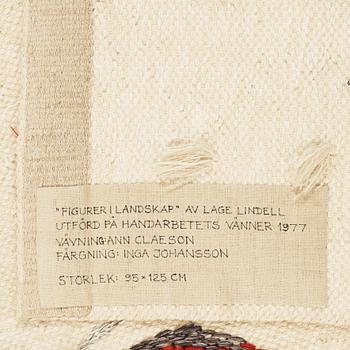 "FIGURER I LANDSKAP" AV LAGE LINDELL
UTFÖRD PÅ HANDARBETETS VÄNNER 1977
VÄVNING: ANN CLAESON
FÄRGNING: INGA JOHANSSON
STORLEK: 95 × 125 CM